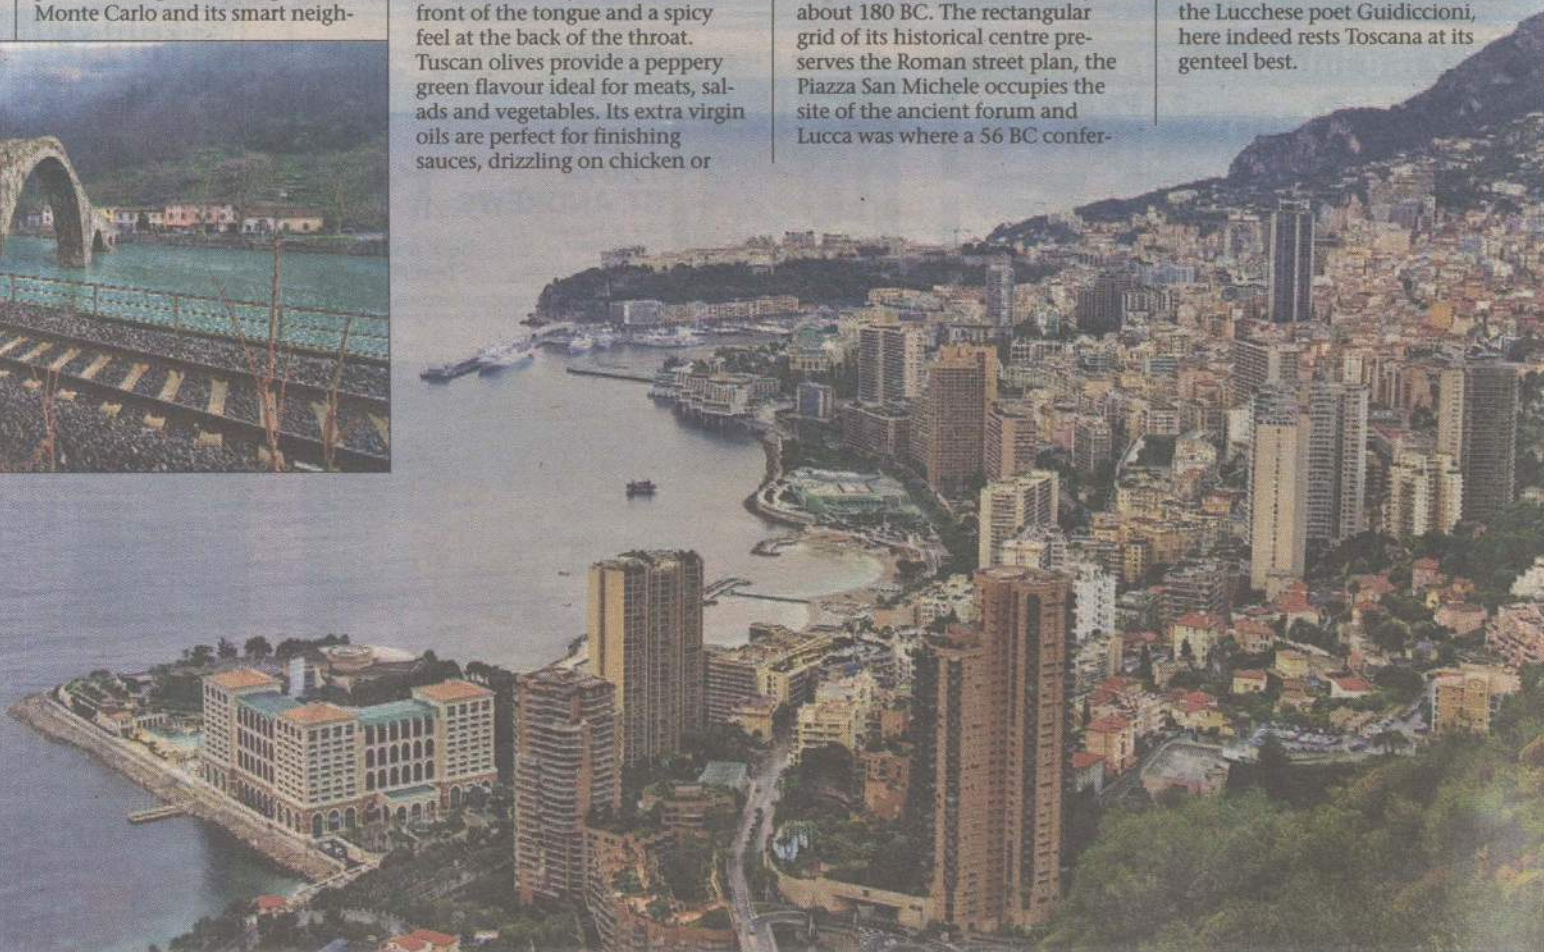 Monte Carlo and its smart neigh-
front of the tongue and a spicy
feel at the back of the throat.
Tuscan olives provide a peppery
green flavour ideal for meats, sal-
ads and vegetables. Its extra virgin
oils are perfect for finishing
sauces, drizzling on chicken or
about 180 BC. The rectangular
grid of its historical centre pre-
serves the Roman street plan, the
Piazza San Michele occupies the
site of the ancient forum and
Lucca was where a 56 BC confer-
the Lucchese poet Guidiccioni,
here indeed rests Toscana at its
genteel best.